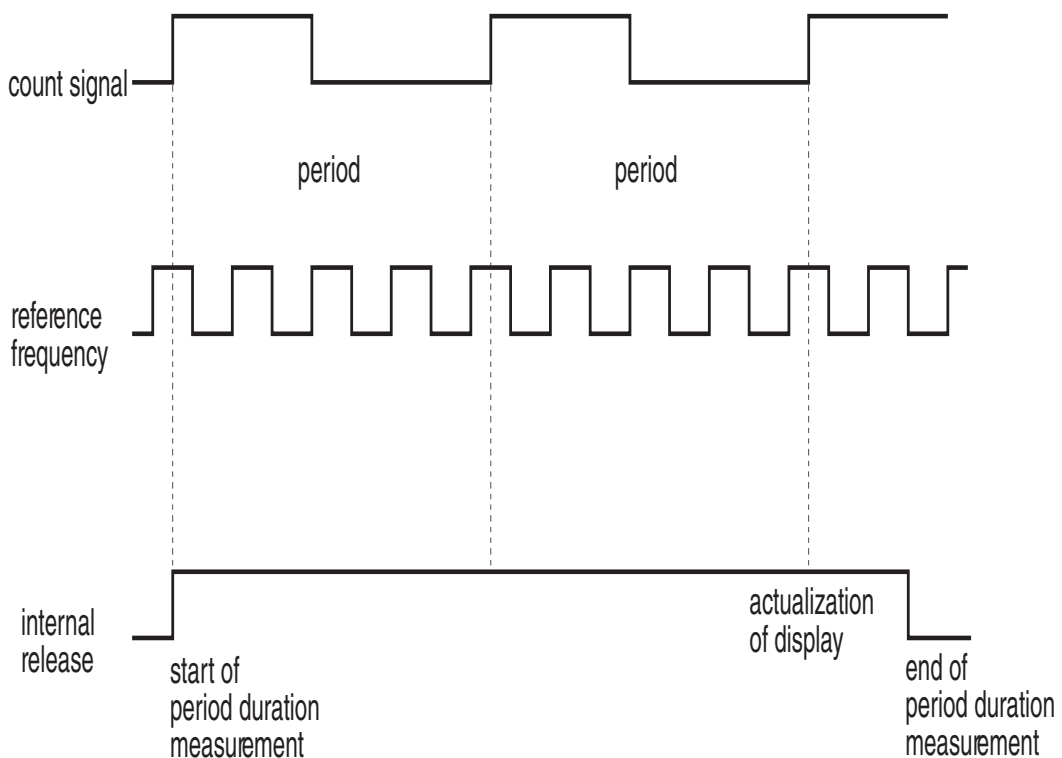 count signal
period
period
reference
frequency
internal
release
actualization
of display
start of
period duration
measurement
end of
period duration
measurement